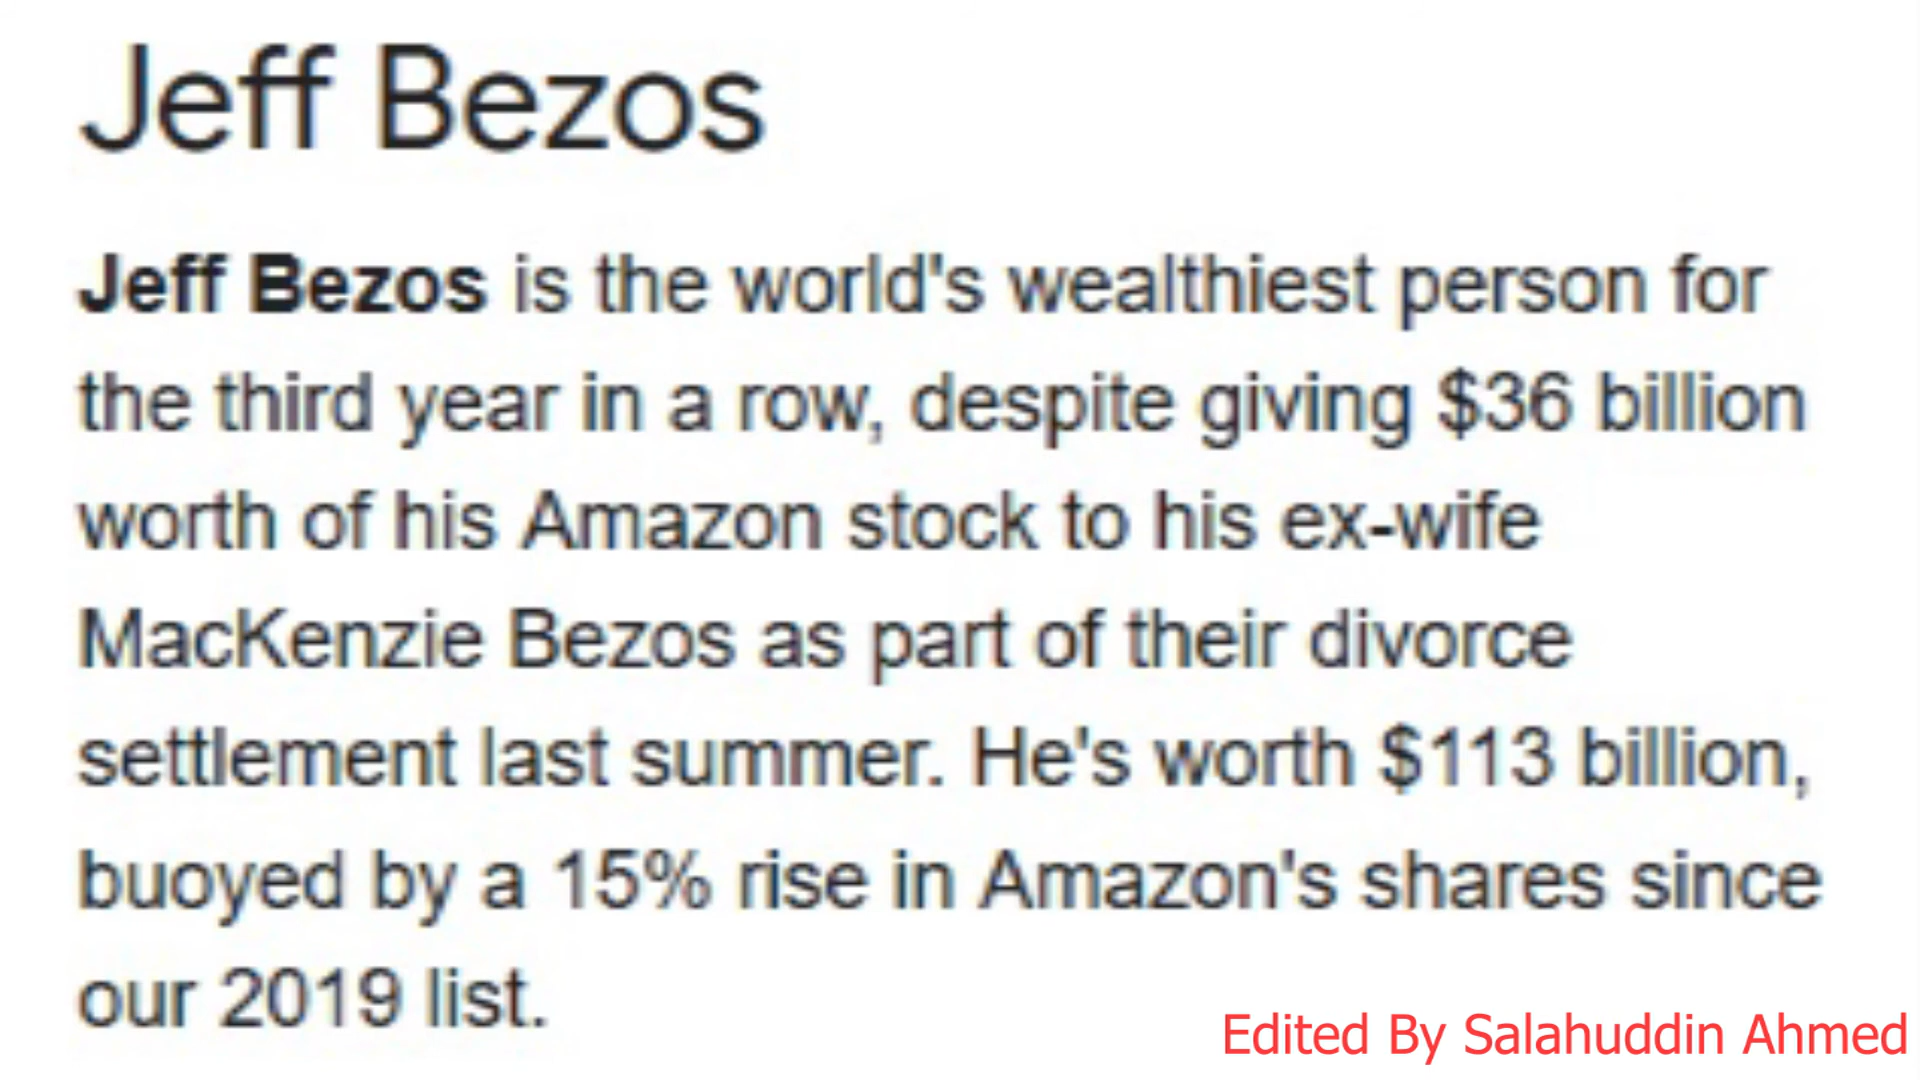 Jeff Bezos
Jeff Bezos is the world's wealthiest person for
the third year in a row, despite giving $36 billion
worth of his Amazon stock to his ex-wife
MacKenzie Bezos as part of their divorce
settlement last summer. He's worth $113 billion,
buoyed by a 15% rise in Amazon's shares since
our 2019 list.
Edited By Salahuddin Ahmed